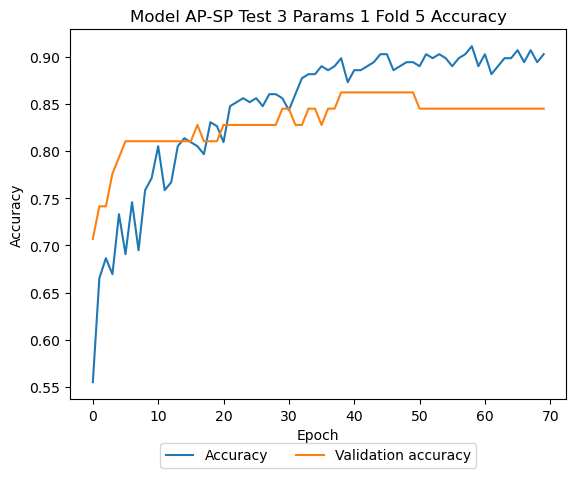 Model AP-SP Test 3 Params 1 Fold 5 Accuracy
Accuracy
0.90
0.85
0.80
0.75
0.70
0.65
0.60
0.55
0 10 20 30 40 50 60 70
Epoch
Accuracy Validation accuracy